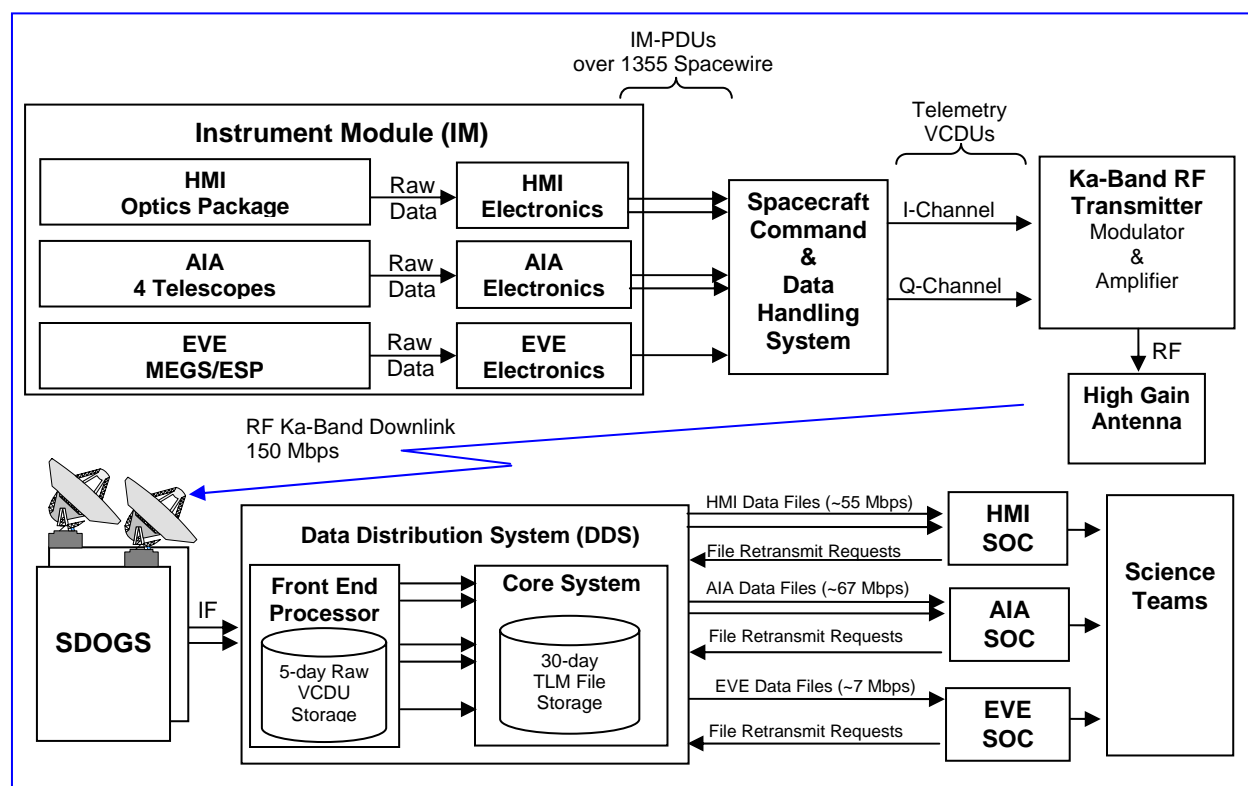 IM-PDUs
over 1355 Spacewire
Telemetry
VCDUs
Instrument Module (IM)
HMI
Optics Package
Raw
Data
HMI
Electronics
AIA
4 Telescopes
Raw
Data
AIA
Electronics
EVE
MEGS/ESP
Raw
Data
EVE
Electronics
Spacecraft
Command
&
Data
Handling
System
I-Channel
Q-Channel
Ka-Band RF
Transmitter
Modulator
&
Amplifier
RF
High Gain
Antenna
RF Ka-Band Downlink
150 Mbps
SDOGS
IF
Data Distribution System (DDS)
Front End
Processor
5-day Raw
VCDU
Storage
Core System
30-day
TLM File
Storage
HMI Data Files (~55 Mbps)
File Retransmit Requests
AIA Data Files (~67 Mbps)
File Retransmit Requests
EVE Data Files (~7 Mbps)
File Retransmit Requests
HMI
SOC
AIA
SOC
EVE
SOC
Science
Teams